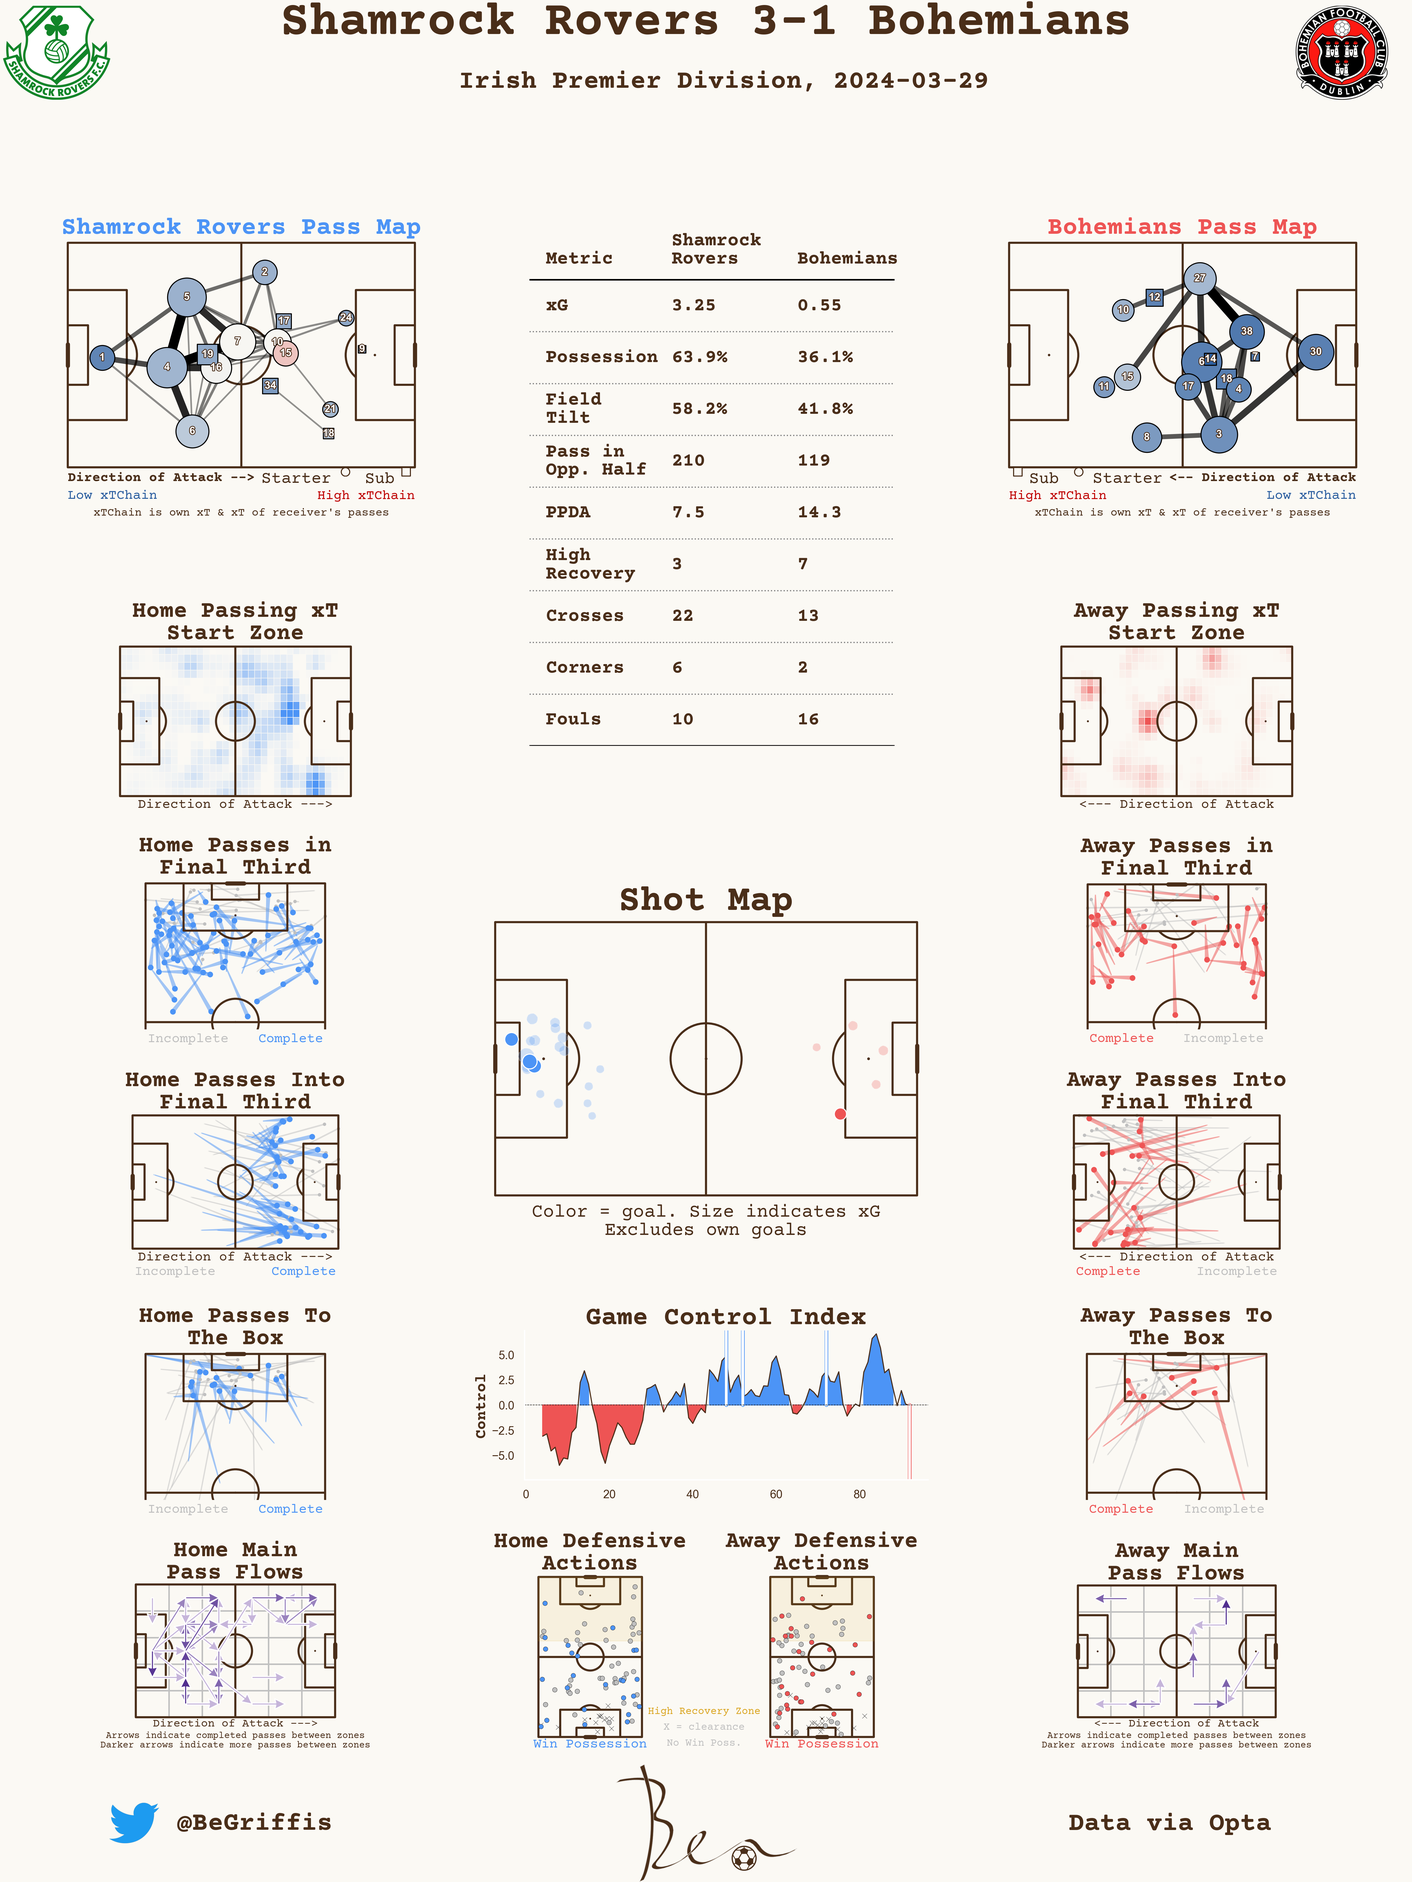 Shamrock Rovers 3-1 Bohemians
Irish Premier Division, 2024-03-29
SHAMROCK ROVERS F.C.
BOHEMIAN FOOTBALL CLUB
DUBLIN
Shamrock Rovers Pass Map
1
5
4
6
2
7
19
16
10
15
17
34
24
9
21
18
Direction of Attack --> Starter Sub
Low xTChain High xTChain
xTChain is own xT & xT of receiver's passes
Metric Shamrock Rovers Bohemians
xG 3.25 0.55
Possession 63.9% 36.1%
Field Tilt 58.2% 41.8%
Pass in Opp. Half 210 119
PPDA 7.5 14.3
High Recovery 3 7
Crosses 22 13
Corners 6 2
Fouls 10 16
Bohemians Pass Map
27
12
10
38
30
6
14
7
15
11
17
18
4
8
3
Sub Starter <-- Direction of Attack
High xTChain Low xTChain
xTChain is own xT & xT of receiver's passes
Home Passing xT
Start Zone
Direction of Attack --->
Away Passing xT
Start Zone
<--- Direction of Attack
Home Passes in
Final Third
Incomplete Complete
Away Passes in
Final Third
Complete Incomplete
Shot Map
Color = goal. Size indicates xG
Excludes own goals
Home Passes Into
Final Third
Direction of Attack --->
Incomplete Complete
Away Passes Into
Final Third
<--- Direction of Attack
Complete Incomplete
Home Passes To
The Box
Incomplete Complete
Game Control Index
Control
5.0
2.5
0.0
−2.5
−5.0
0 20 40 60 80
Away Passes To
The Box
Complete Incomplete
Home Main
Pass Flows
Direction of Attack --->
Arrows indicate completed passes between zones
Darker arrows indicate more passes between zones
Home Defensive
Actions
Win Possession
High Recovery Zone
X = clearance
No Win Poss.
Away Defensive
Actions
Win Possession
Away Main
Pass Flows
<--- Direction of Attack
Arrows indicate completed passes between zones
Darker arrows indicate more passes between zones
@BeGriffis
Ben
Data via Opta